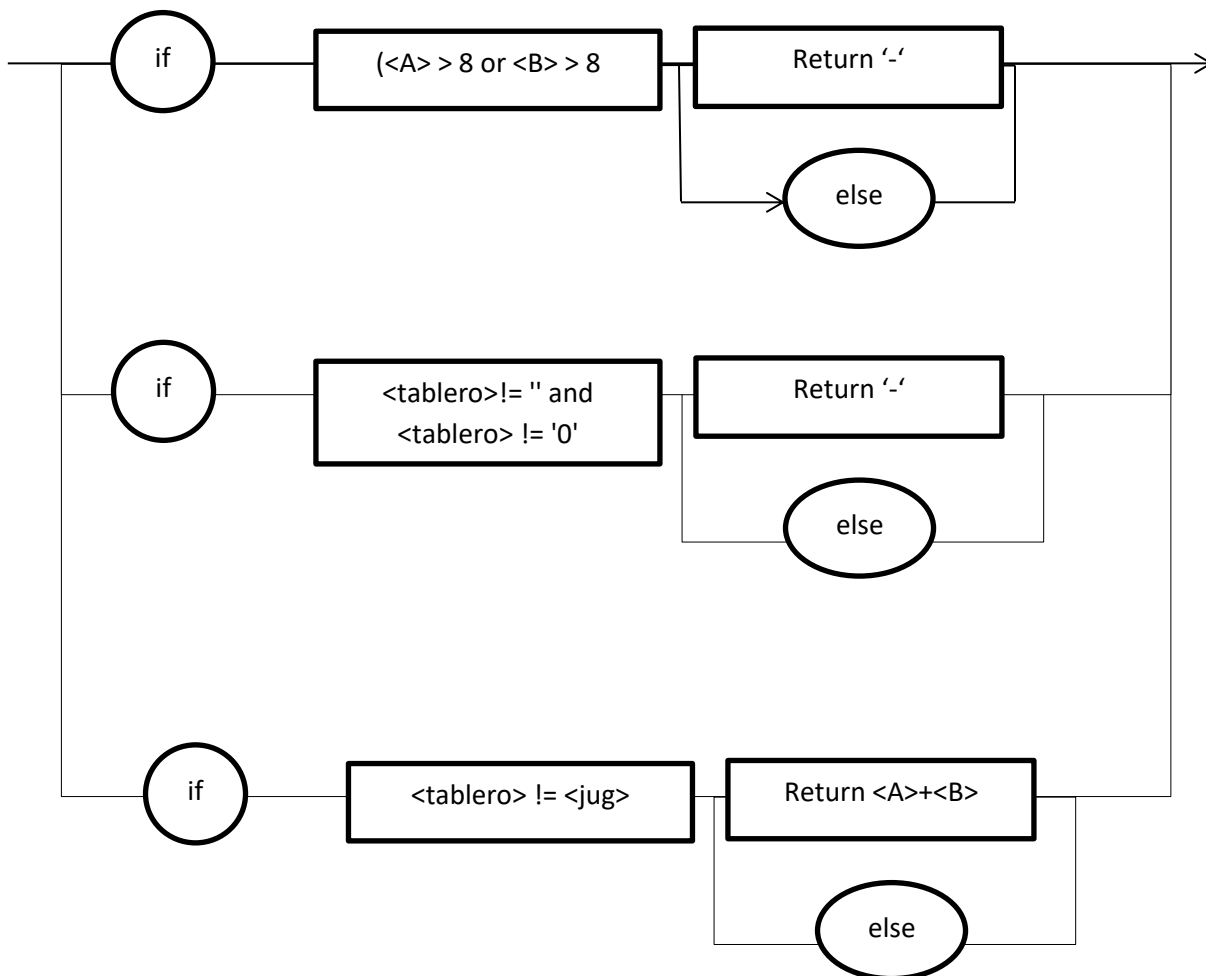 if
(<A> > 8 or <B> > 8
Return ‘-‘
else
if
<tablero>!= '' and
<tablero> != '0'
Return ‘-‘
else
if
<tablero> != <jug>
Return <A>+<B>
else